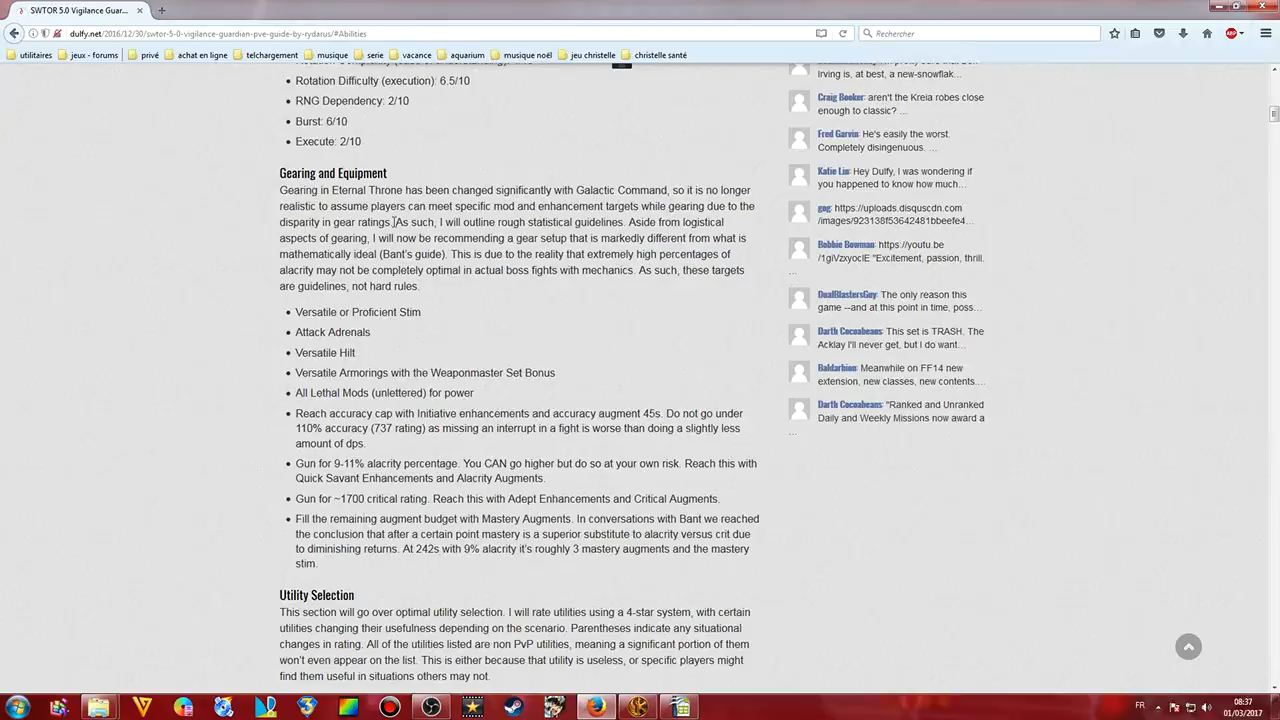 SWTOR 5.0 Vigilance Guar...
dulfy.net/2016/12/30/swtor-5-0-vigilance-guardian-pve-guide-by-rydarus/#Abilities
Rechercher
ABP
utilitaires jeux - forums privé achat en ligne telchargement musique serie vacance aquarium musique noël jeu christelle christelle santé
Rotation Difficulty (execution): 6.5/10
RNG Dependency: 2/10
Burst: 6/10
Execute: 2/10
Gearing and Equipment
Gearing in Eternal Throne has been changed significantly with Galactic Command, so it is no longer
realistic to assume players can meet specific mod and enhancement targets while gearing due to the
disparity in gear ratings. As such, I will outline rough statistical guidelines. Aside from logistical
aspects of gearing, I will now be recommending a gear setup that is markedly different from what is
mathematically ideal (Bant's guide). This is due to the reality that extremely high percentages of
alacrity may not be completely optimal in actual boss fights with mechanics. As such, these targets
are guidelines, not hard rules.
• Versatile or Proficient Stim
• Attack Adrenals
• Versatile Hilt
• Versatile Armorings with the Weaponmaster Set Bonus
• All Lethal Mods (unlettered) for power
• Reach accuracy cap with Initiative enhancements and accuracy augment 45s. Do not go under
110% accuracy (737 rating) as missing an interrupt in a fight is worse than doing a slightly less
amount of dps.
• Gun for 9-11% alacrity percentage. You CAN go higher but do so at your own risk. Reach this with
Quick Savant Enhancements and Alacrity Augments.
• Gun for ~1700 critical rating. Reach this with Adept Enhancements and Critical Augments.
• Fill the remaining augment budget with Mastery Augments. In conversations with Bant we reached
the conclusion that after a certain point mastery is a superior substitute to alacrity versus crit due
to diminishing returns. At 242s with 9% alacrity it's roughly 3 mastery augments and the mastery
stim.
Utility Selection
This section will go over optimal utility selection. I will rate utilities using a 4-star system, with certain
utilities changing their usefulness depending on the scenario. Parentheses indicate any situational
changes in rating. All of the utilities listed are non PvP utilities, meaning a significant portion of them
won't even appear on the list. This is either because that utility is useless, or specific players might
find them useful in situations others may not.
Irving is, at best, a new-snowflak...
Craig Booker: aren't the Kreia robes close
enough to classic? ...
Fred Garvin: He's easily the worst.
Completely disingenuous. ...
Katie Lin: Hey Dulfy, I was wondering if
you happened to know how much...
gog: https://uploads.disquscdn.com
/images/923138f53642481bbeefe4...
Bobbie Bowman: https://youtu.be
/1giVzxyocIE "Excitement, passion, thrill.
...
DualBlastersGuy: The only reason this
game --and at this point in time, poss...
Darth Cocoabeans: This set is TRASH. The
Acklay I'll never get, but I do want...
Baldarhion: Meanwhile on FF14 new
extension, new classes, new contents....
Darth Cocoabeans: "Ranked and Unranked
Daily and Weekly Missions now award a
...
FR
08:37
01/03/2017